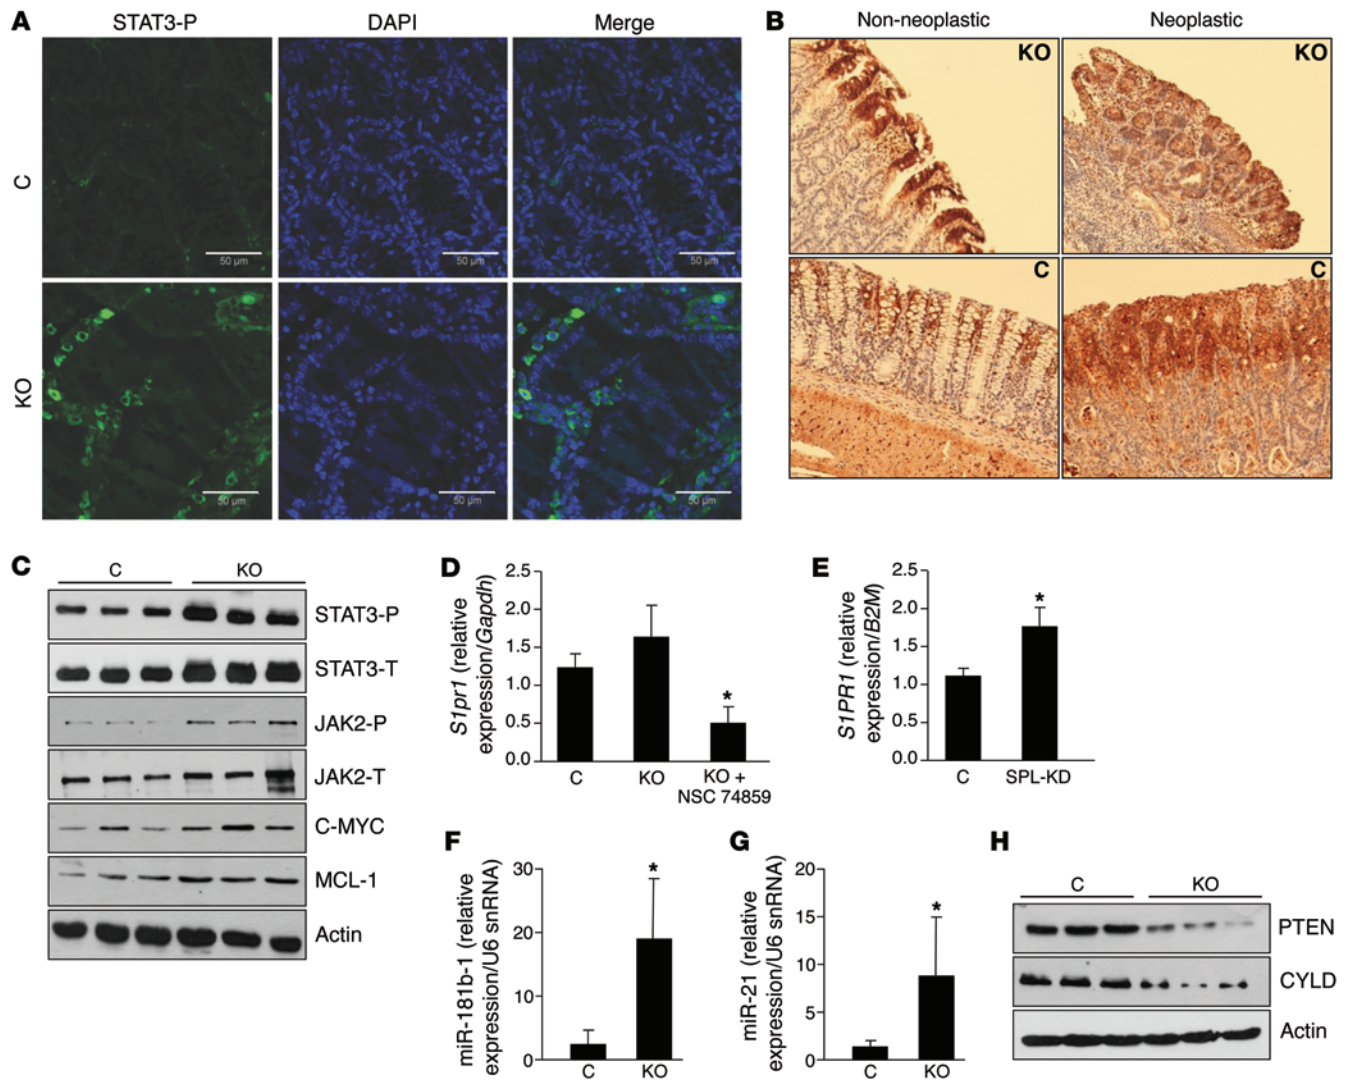 A
STAT3-P
DAPI
Merge
C
50 µm
50 µm
50 µm
KO
50 µm
50 µm
50 µm
B
Non-neoplastic
Neoplastic
KO
KO
C
C
C
C
KO
STAT3-P
STAT3-T
JAK2-P
JAK2-T
C-MYC
MCL-1
Actin
D
S1pr1 (relative
expression/Gapdh)
2.5
2.0
1.5
1.0
0.5
0.0
*
C
KO
KO +
NSC 74859
E
S1PR1 (relative
expression/B2M)
2.5
2.0
1.5
1.0
0.5
0.0
*
C
SPL-KD
F
miR-181b-1 (relative
expression/U6 snRNA)
30
20
10
0
*
C
KO
G
miR-21 (relative
expression/U6 snRNA)
20
15
10
5
0
*
C
KO
H
C
KO
PTEN
CYLD
Actin